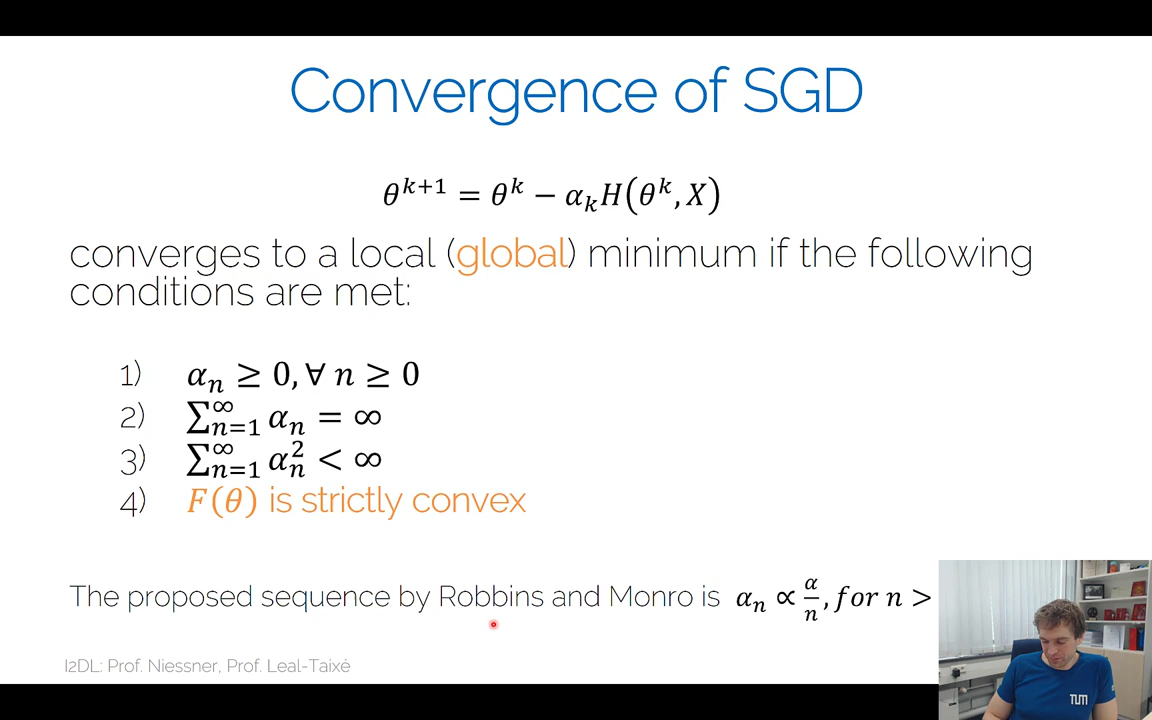 Convergence of SGD
θ^{k+1} = θ^k − α_k H(θ^k, X)
converges to a local (global) minimum if the following
conditions are met:
1) α_n ≥ 0, ∀ n ≥ 0
2) ∑_{n=1}^{∞} α_n = ∞
3) ∑_{n=1}^{∞} α_n^2 < ∞
4) F(θ) is strictly convex
The proposed sequence by Robbins and Monro is α_n ∝ α/n, for n >
I2DL: Prof. Niessner, Prof. Leal-Taixé
TUM